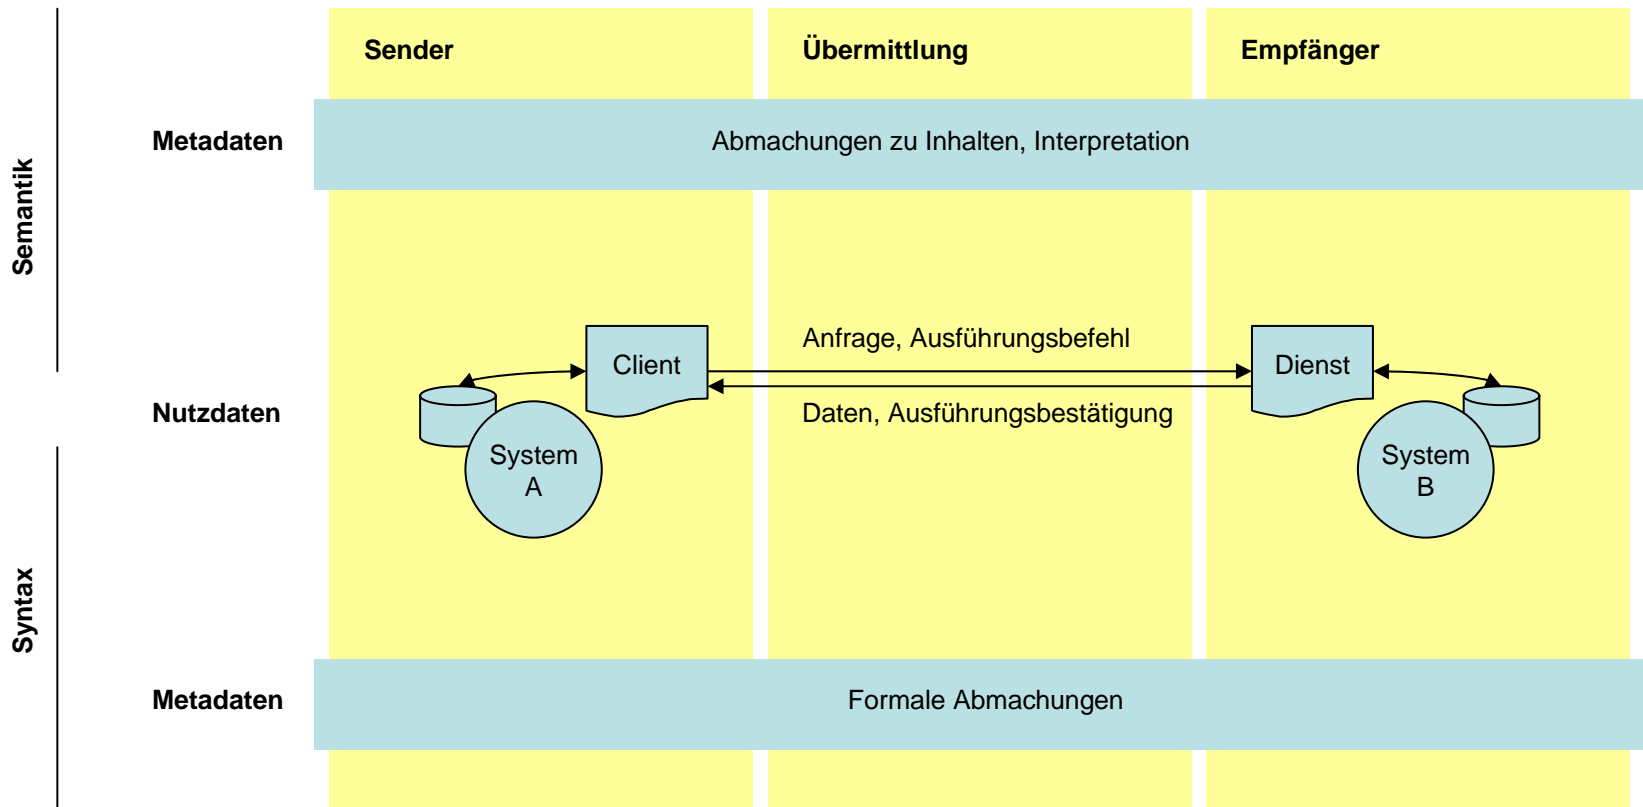 Sender
Übermittlung
Empfänger
Semantik
Metadaten
Abmachungen zu Inhalten, Interpretation
Anfrage, Ausführungsbefehl
Client
Dienst
Nutzdaten
Daten, Ausführungsbestätigung
System
A
System
B
Syntax
Metadaten
Formale Abmachungen